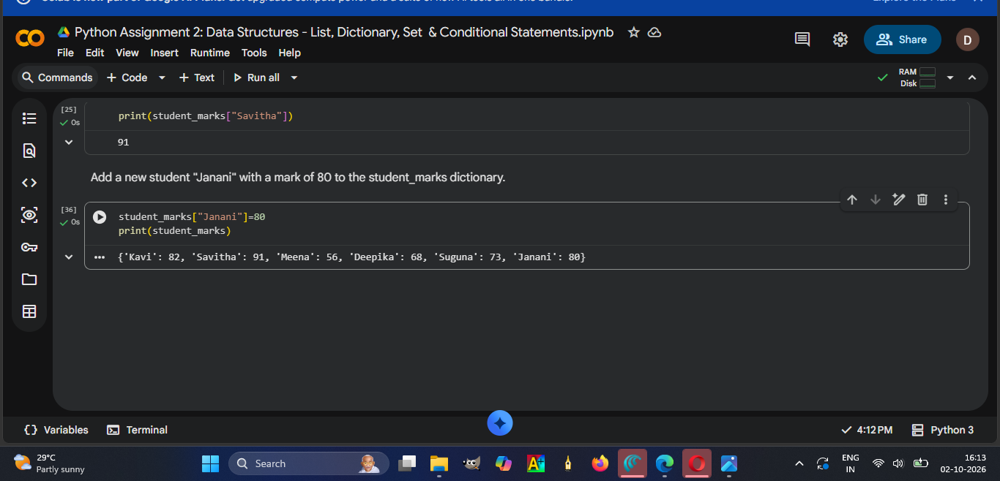 Python Assignment 2: Data Structures - List, Dictionary, Set & Conditional Statements.ipynb
File Edit View Insert Runtime Tools Help
Share
D
Commands + Code + Text Run all
RAM
Disk
[25]
0s
print(student_marks["Savitha"])
91
Add a new student "Janani" with a mark of 80 to the student_marks dictionary.
[36]
0s
student_marks["Janani"]=80
print(student_marks)
{'Kavi': 82, 'Savitha': 91, 'Meena': 56, 'Deepika': 68, 'Suguna': 73, 'Janani': 80}
{} Variables Terminal
4:12 PM Python 3
29°C
Partly sunny
Search
ENG
IN
16:13
02-10-2026